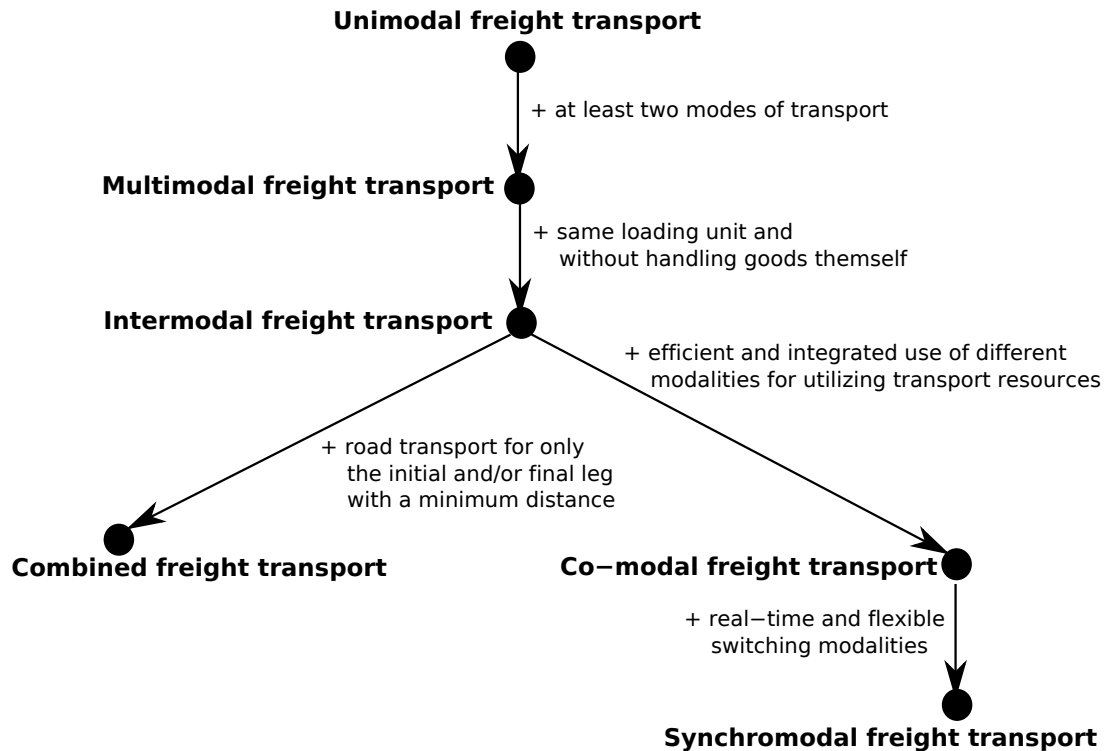 Unimodal freight transport
+ at least two modes of transport
Multimodal freight transport
+ same loading unit and
without handling goods themself
Intermodal freight transport
+ efficient and integrated use of different
modalities for utilizing transport resources
+ road transport for only
the initial and/or final leg
with a minimum distance
Combined freight transport
Co−modal freight transport
+ real−time and flexible
switching modalities
Synchromodal freight transport